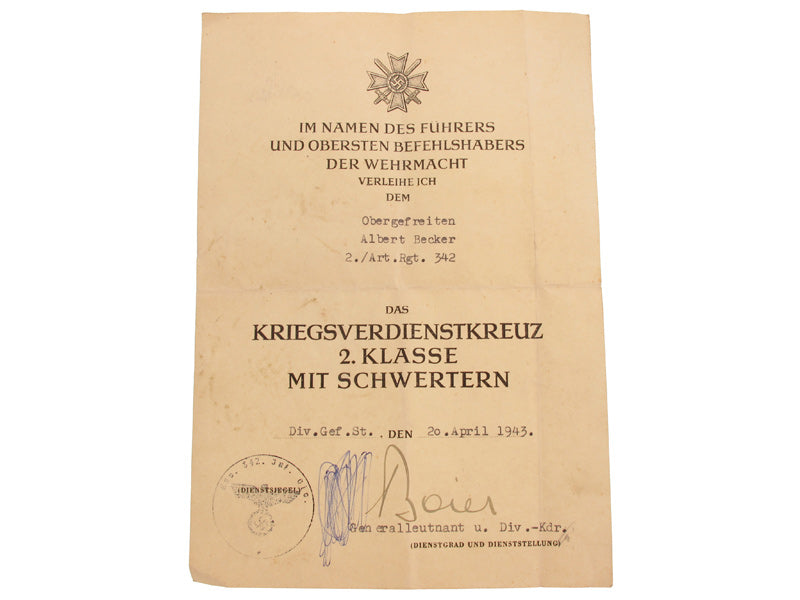 IM NAMEN DES FÜHRERS
UND OBERSTEN BEFEHLSHABERS
DER WEHRMACHT
VERLEIHE ICH
DEM
Obergefreiten
Albert Becker
2./Art.Rgt. 342
DAS
KRIEGSVERDIENSTKREUZ
2. KLASSE
MIT SCHWERTERN
Div.Gef.St. , DEN 20.April 1943.
(DIENSTSIEGEL)
Baier
Generalleutnant u. Div.-Kdr.
(DIENSTGRAD UND DIENSTSTELLUNG)